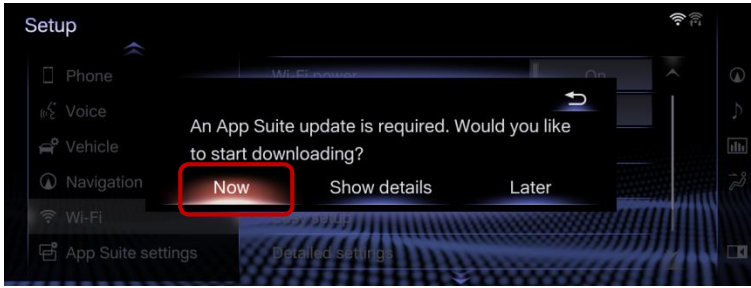 Setup
Phone
Voice
Vehicle
Navigation
Wi-Fi
App Suite settings
Wi-Fi power
On
An App Suite update is required. Would you like
to start downloading?
Now
Show details
Later
Detailed settings